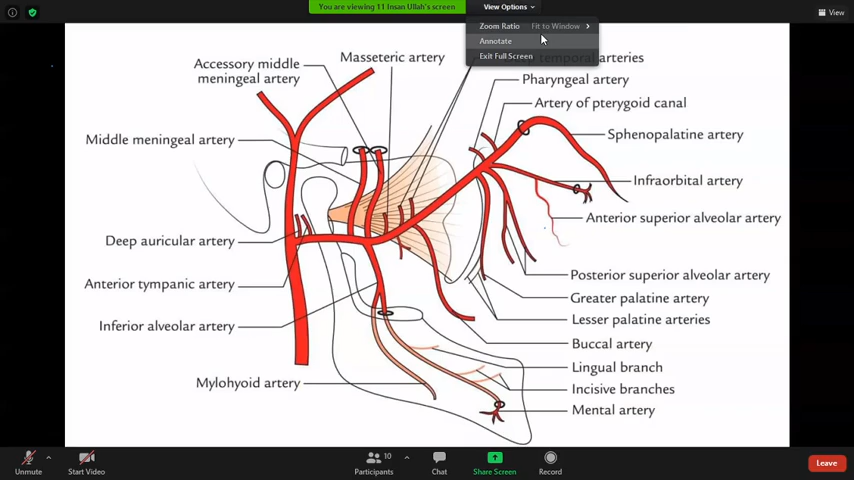 You are viewing 11 Insan Ullah's screen
View Options
View
Zoom Ratio Fit to Window
Annotate
Exit Full Screen
temporal arteries
Accessory middle
meningeal artery
Masseteric artery
Pharyngeal artery
Artery of pterygoid canal
Middle meningeal artery
Sphenopalatine artery
Infraorbital artery
Anterior superior alveolar artery
Deep auricular artery
Anterior tympanic artery
Posterior superior alveolar artery
Greater palatine artery
Inferior alveolar artery
Lesser palatine arteries
Buccal artery
Lingual branch
Mylohyoid artery
Incisive branches
Mental artery
Unmute
Start Video
Participants
10
Chat
Share Screen
Record
Leave